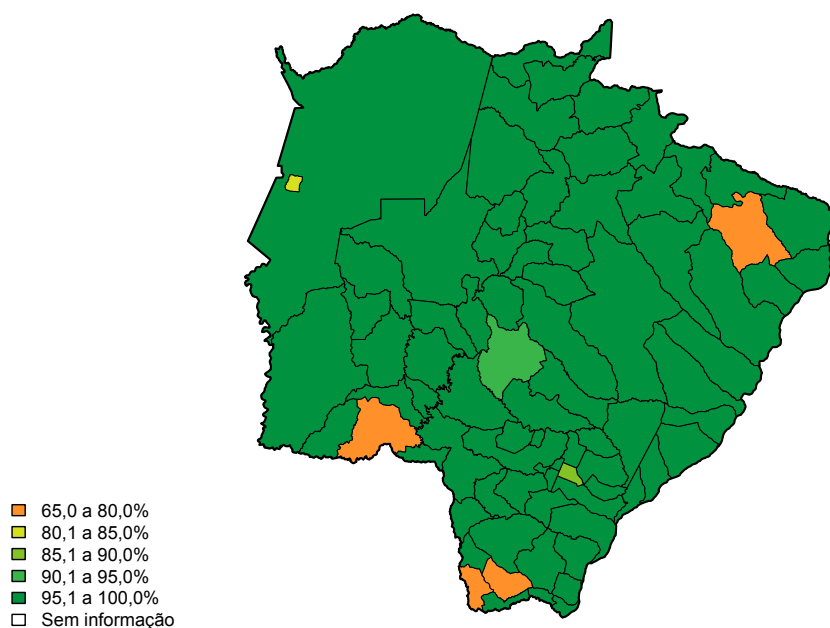 65,0 a 80,0%
80,1 a 85,0%
85,1 a 90,0%
90,1 a 95,0%
95,1 a 100,0%
Sem informação